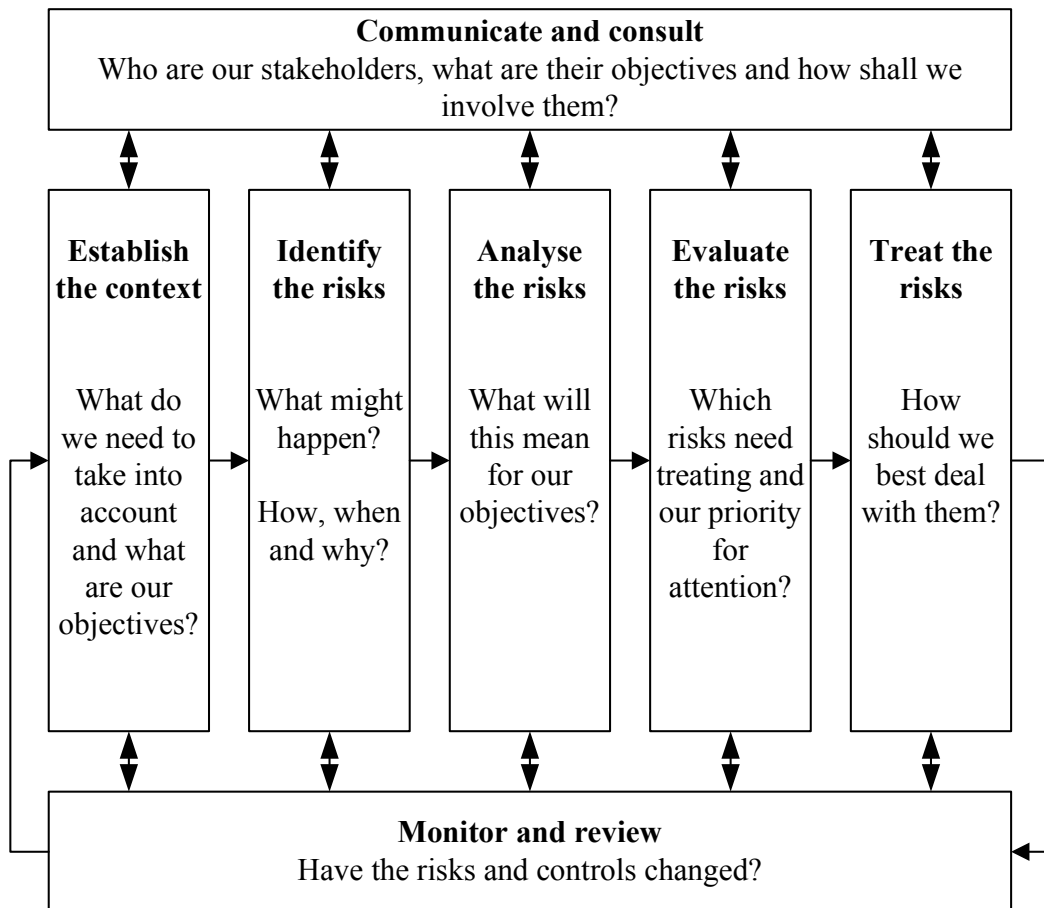 Communicate and consult
Who are our stakeholders, what are their objectives and how shall we
involve them?
Establish
the context
What do
we need to
take into
account
and what
are our
objectives?
Identify
the risks
What might
happen?
How, when
and why?
Analyse
the risks
What will
this mean
for our
objectives?
Evaluate
the risks
Which
risks need
treating and
our priority
for
attention?
Treat the
risks
How
should we
best deal
with them?
Monitor and review
Have the risks and controls changed?